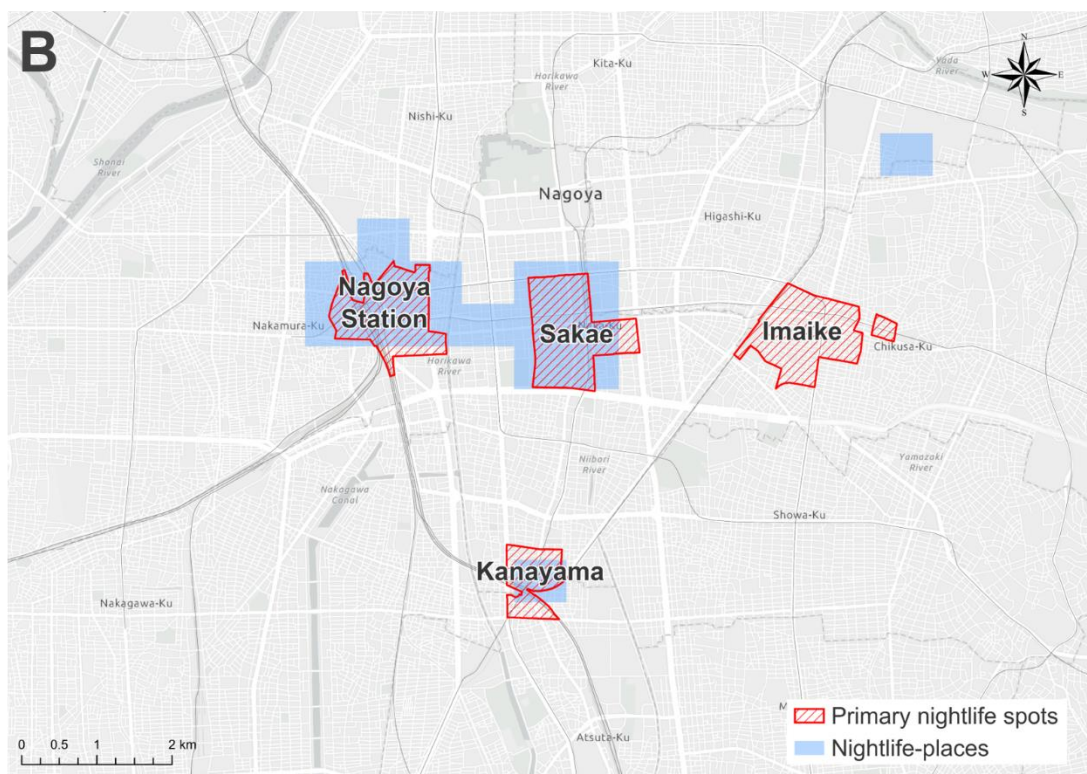 B
N
W E
S
Kita-Ku
Horikawa
River
Yada
River
Nishi-Ku
Shonai
River
Nagoya
Higashi-Ku
Nagoya
Station
Nakamura-Ku
Sakae
Imaike
Chikusa-Ku
Horikawa
River
Niibori
River
Yamazaki
River
Nakagawa
Canal
Showa-Ku
Kanayama
Nakagawa-Ku
Atsuta-Ku
Primary nightlife spots
Nightlife-places
0 0.5 1 2 km